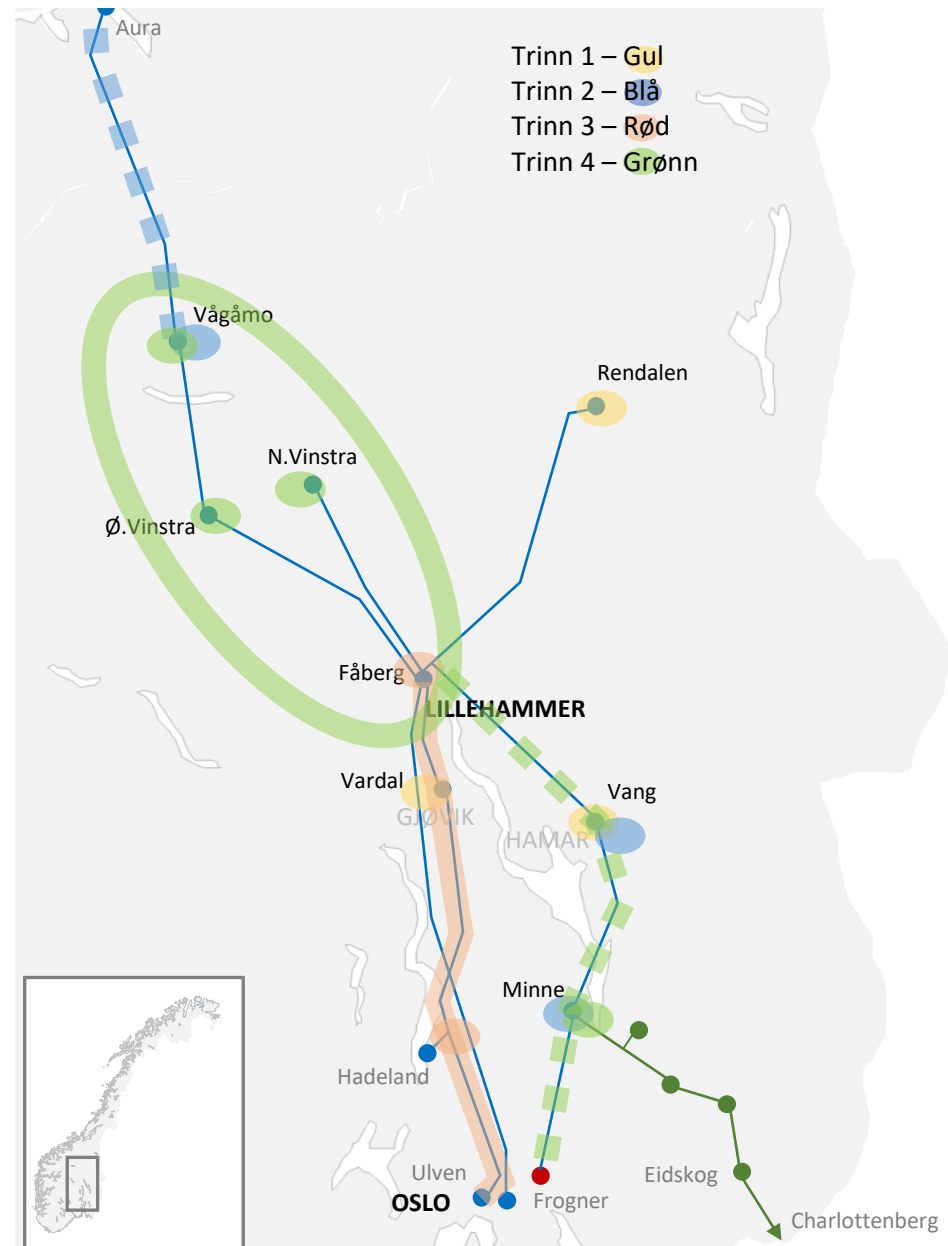 Aura
Trinn 1 – Gul
Trinn 2 – Blå
Trinn 3 – Rød
Trinn 4 – Grønn
Vågåmo
Rendalen
N.Vinstra
Ø.Vinstra
Fåberg
LILLEHAMMER
Vardal
Vang
GJØVIK
HAMAR
Minne
Hadeland
Ulven
Eidskog
OSLO
Frogner
Charlottenberg